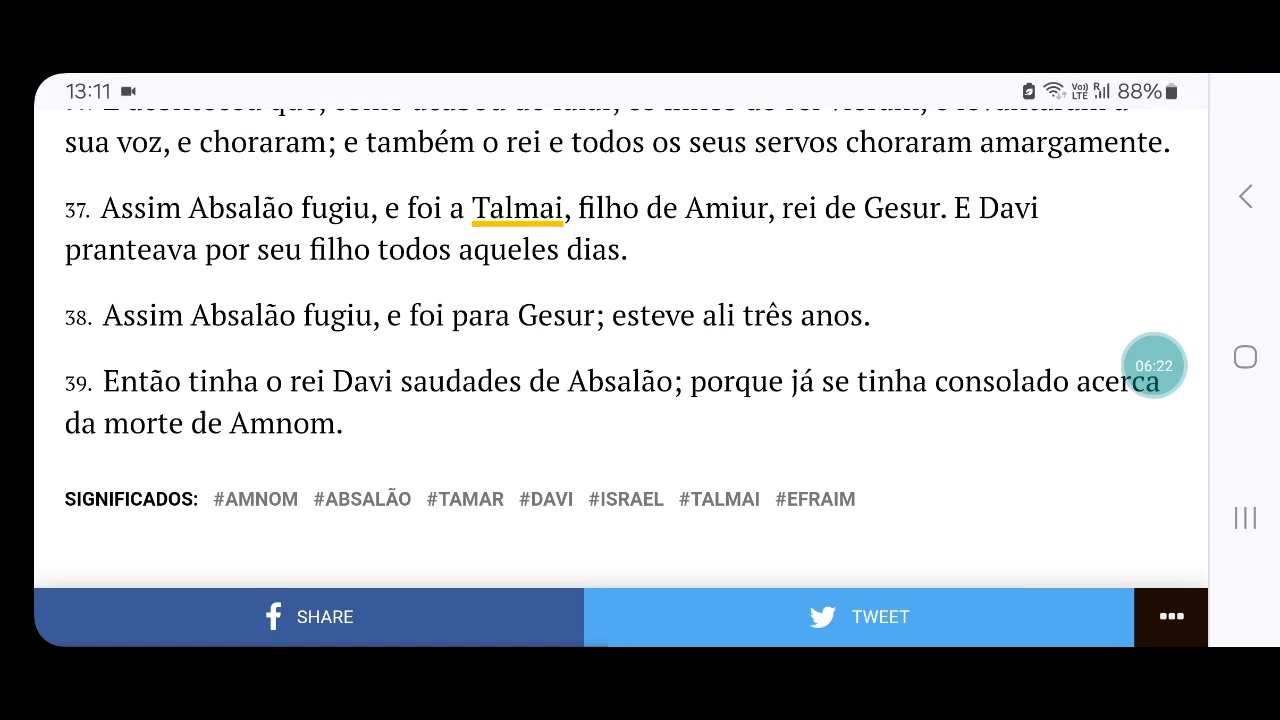 13:11 Vo)) LTE R 88%
sua voz, e choraram; e também o rei e todos os seus servos choraram amargamente.
37. Assim Absalão fugiu, e foi a Talmai, filho de Amiur, rei de Gesur. E Davi
pranteava por seu filho todos aqueles dias.
38. Assim Absalão fugiu, e foi para Gesur; esteve ali três anos.
06:22
39. Então tinha o rei Davi saudades de Absalão; porque já se tinha consolado acerca
da morte de Amnom.
SIGNIFICADOS: #AMNOM #ABSALÃO #TAMAR #DAVI #ISRAEL #TALMAI #EFRAIM
SHARE TWEET